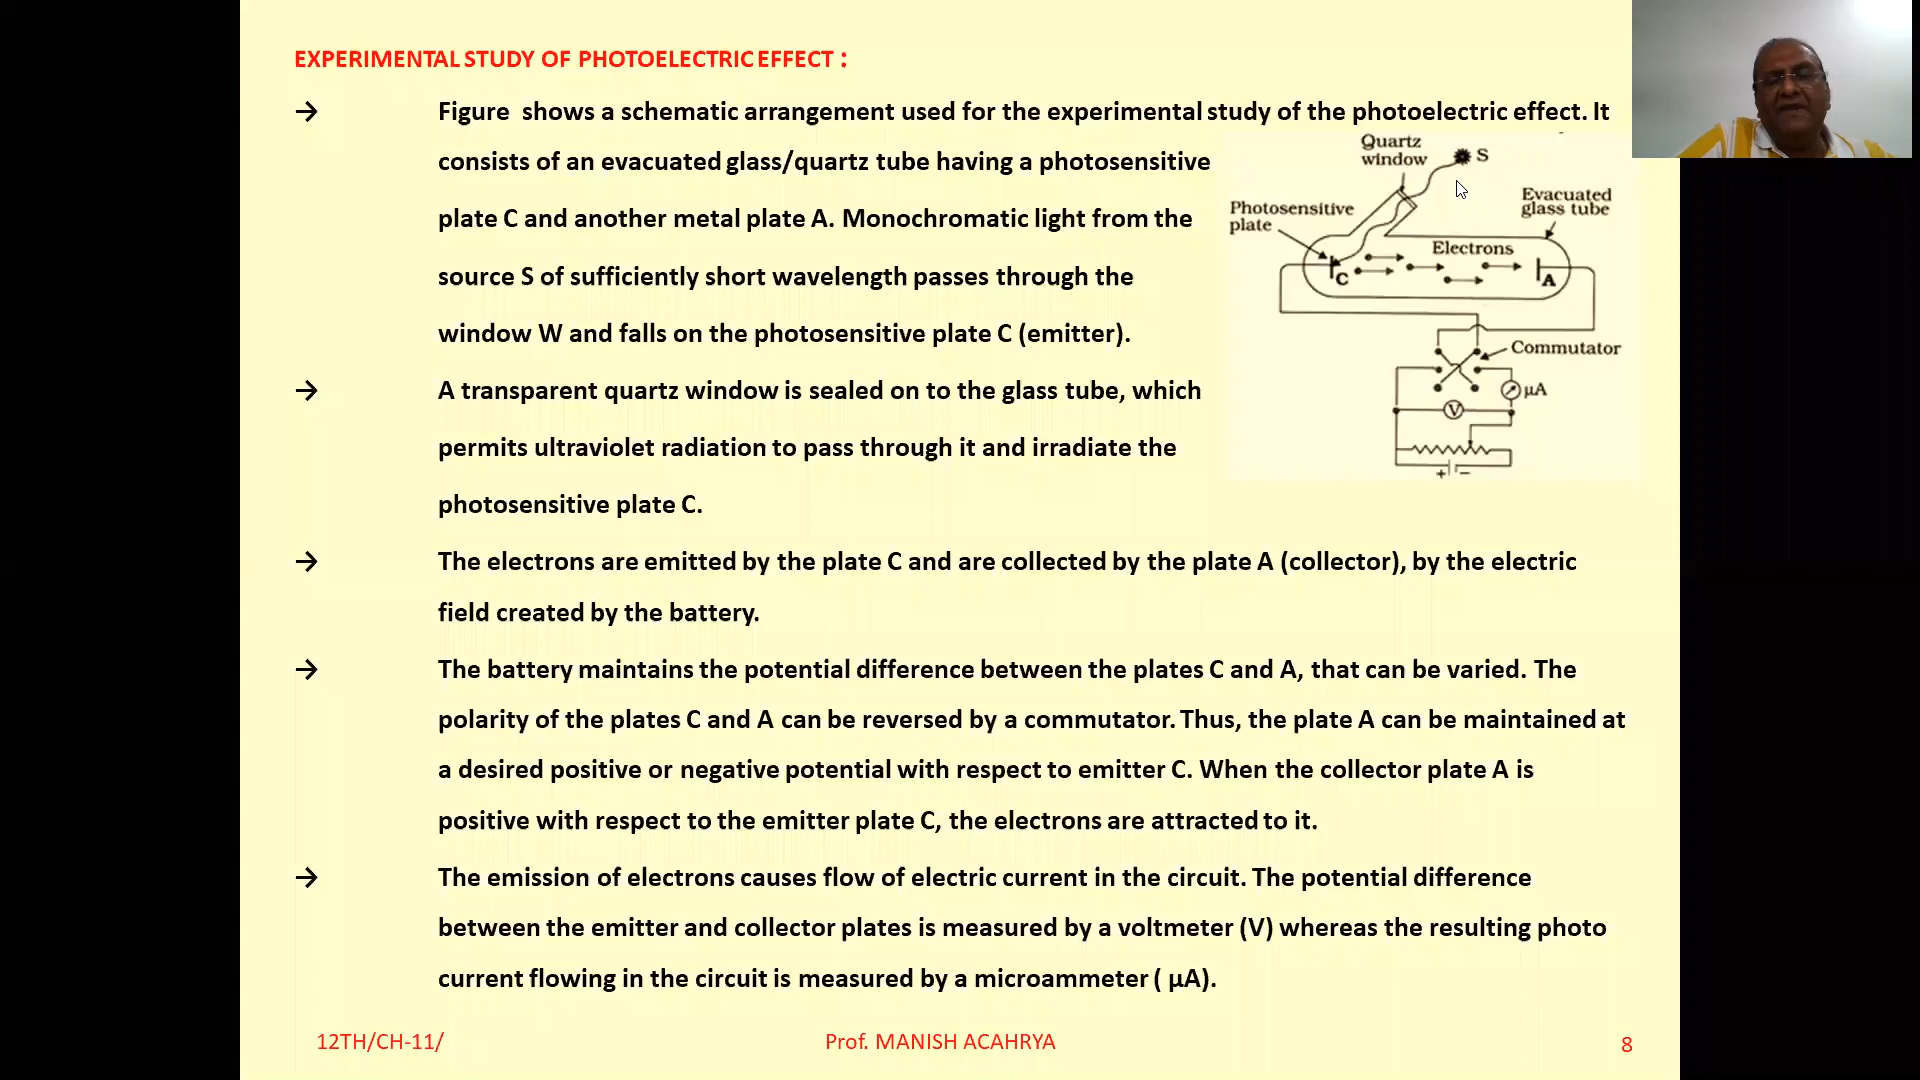 EXPERIMENTAL STUDY OF PHOTOELECTRIC EFFECT :
→ Figure shows a schematic arrangement used for the experimental study of the photoelectric effect. It
consists of an evacuated glass/quartz tube having a photosensitive
plate C and another metal plate A. Monochromatic light from the
source S of sufficiently short wavelength passes through the
window W and falls on the photosensitive plate C (emitter).
→ A transparent quartz window is sealed on to the glass tube, which
permits ultraviolet radiation to pass through it and irradiate the
photosensitive plate C.
Quartz
window
S
Evacuated
glass tube
Photosensitive
plate
Electrons
C
A
Commutator
µA
V
+ −
→ The electrons are emitted by the plate C and are collected by the plate A (collector), by the electric
field created by the battery.
→ The battery maintains the potential difference between the plates C and A, that can be varied. The
polarity of the plates C and A can be reversed by a commutator. Thus, the plate A can be maintained at
a desired positive or negative potential with respect to emitter C. When the collector plate A is
positive with respect to the emitter plate C, the electrons are attracted to it.
→ The emission of electrons causes flow of electric current in the circuit. The potential difference
between the emitter and collector plates is measured by a voltmeter (V) whereas the resulting photo
current flowing in the circuit is measured by a microammeter ( µA).
12TH/CH-11/
Prof. MANISH ACAHRYA
8